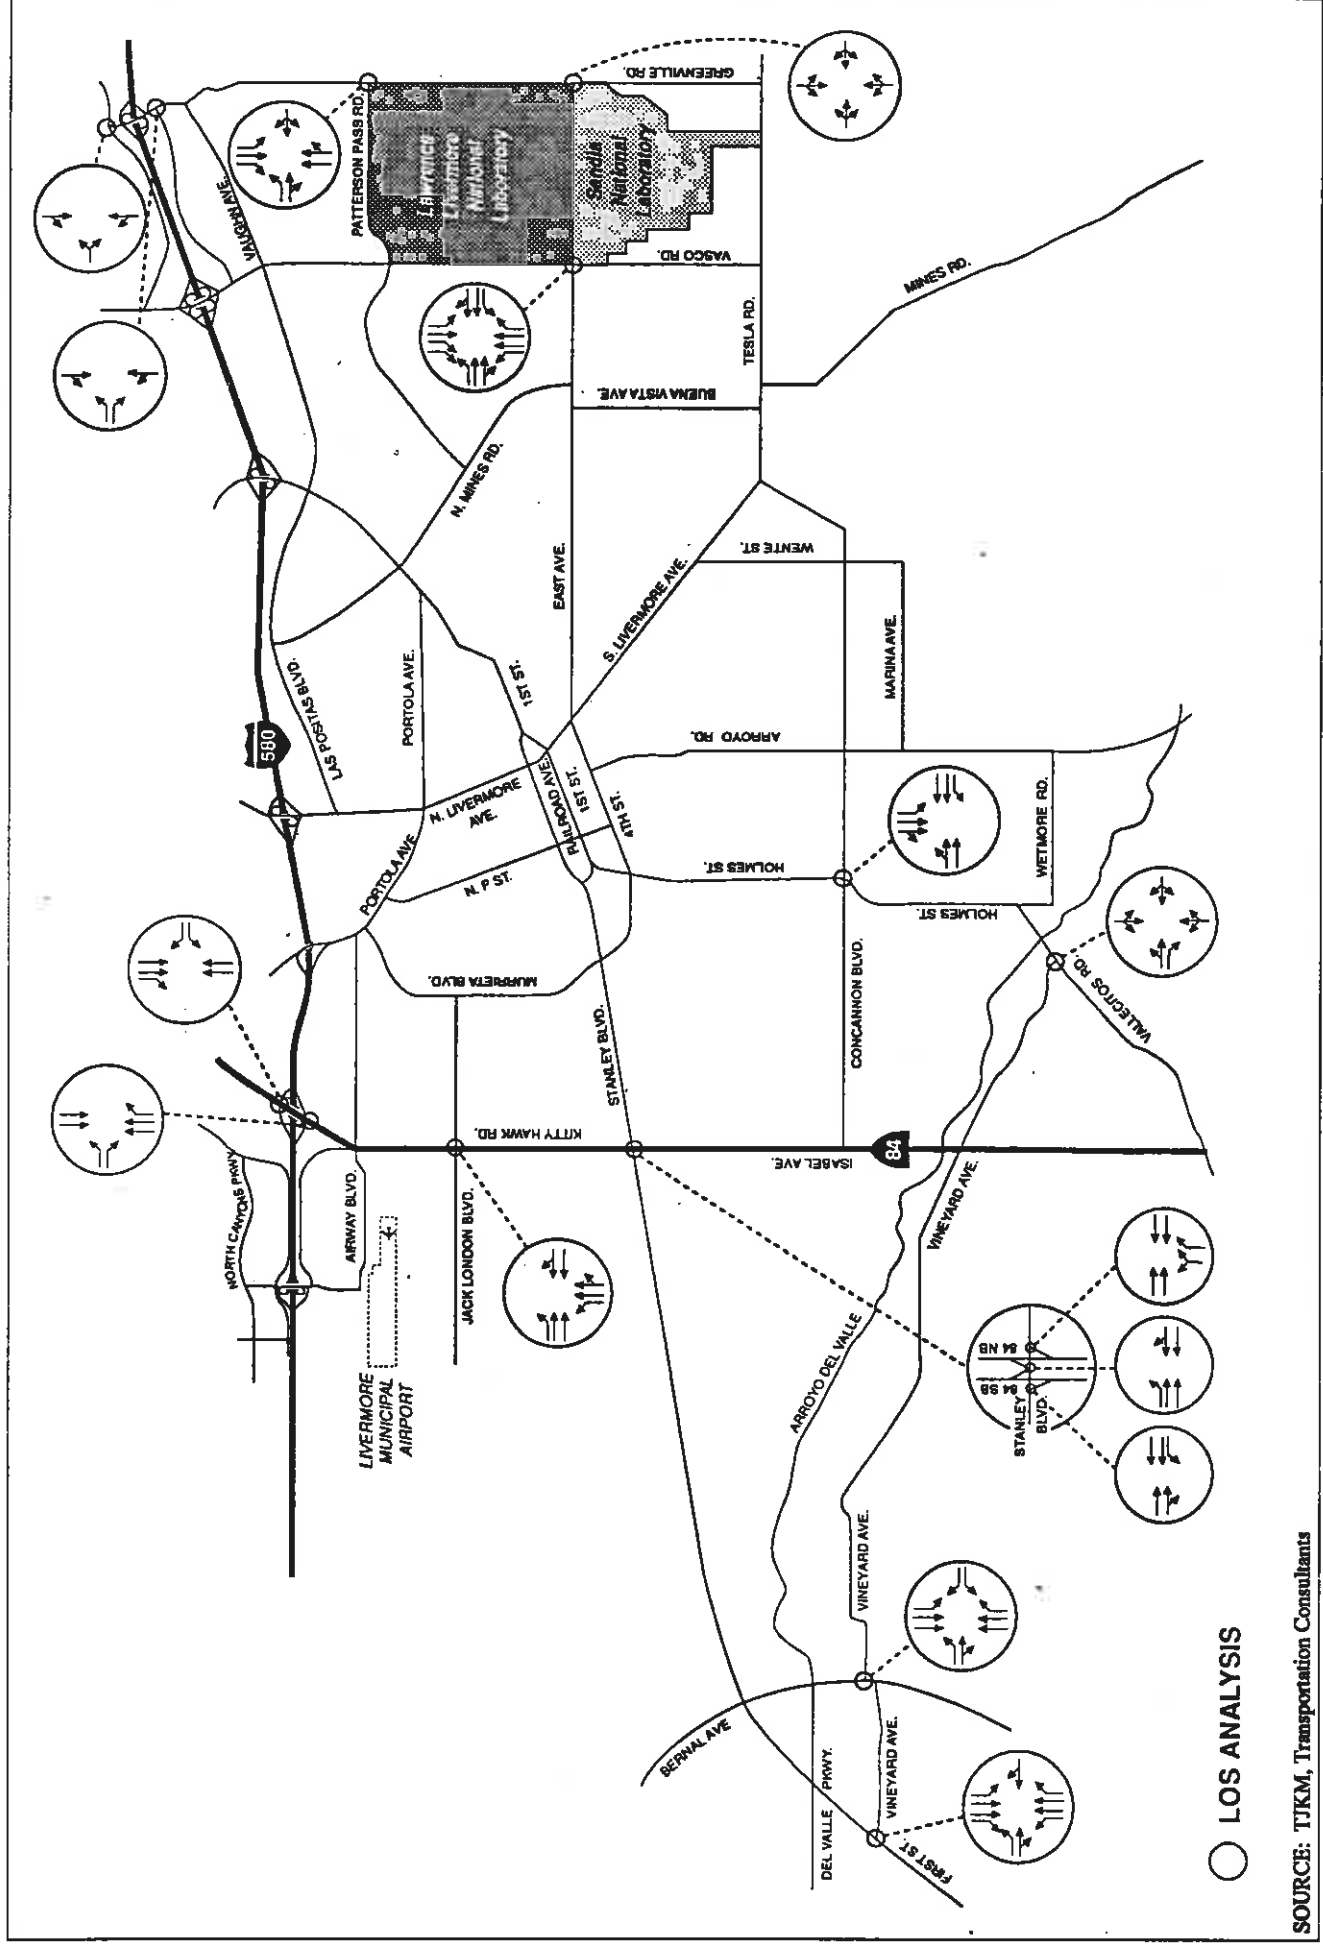 GREENVILLE RD.
PATTERSON PASS RD.
Lawrence
Livermore
National
Laboratory
Sandia
National
Laboratory
VAUGHN AVE.
VASCO RD.
TESLA RD.
MINES RD.
BUENA VISTA AVE.
N. MINES RD.
EAST AVE.
S. LIVERMORE AVE.
WENTE ST.
MARINA AVE.
580
LAS POSITAS BLVD.
PORTOLA AVE.
1ST ST.
ARROYO RD.
N. LIVERMORE
AVE.
RAILROAD AVE.
1ST ST.
4TH ST.
PORTOLA AVE.
N. P ST.
HOLMES ST.
WETMORE RD.
HOLMES ST.
MURRIETA BLVD.
STANLEY BLVD.
CONCANNON BLVD.
VALLECITOS RD.
KITTY HAWK RD.
ISABEL AVE.
84
NORTH CANYONS PKWY.
AIRWAY BLVD.
JACK LONDON BLVD.
VINEYARD AVE.
LIVERMORE
MUNICIPAL
AIRPORT
ARROYO DEL VALLE
84 NB
84 SB
STANLEY
BLVD.
VINEYARD AVE.
BERNAL AVE
DEL VALLE PKWY.
VINEYARD AVE.
FIRST ST.
LOS ANALYSIS
SOURCE: TJKM, Transportation Consultants